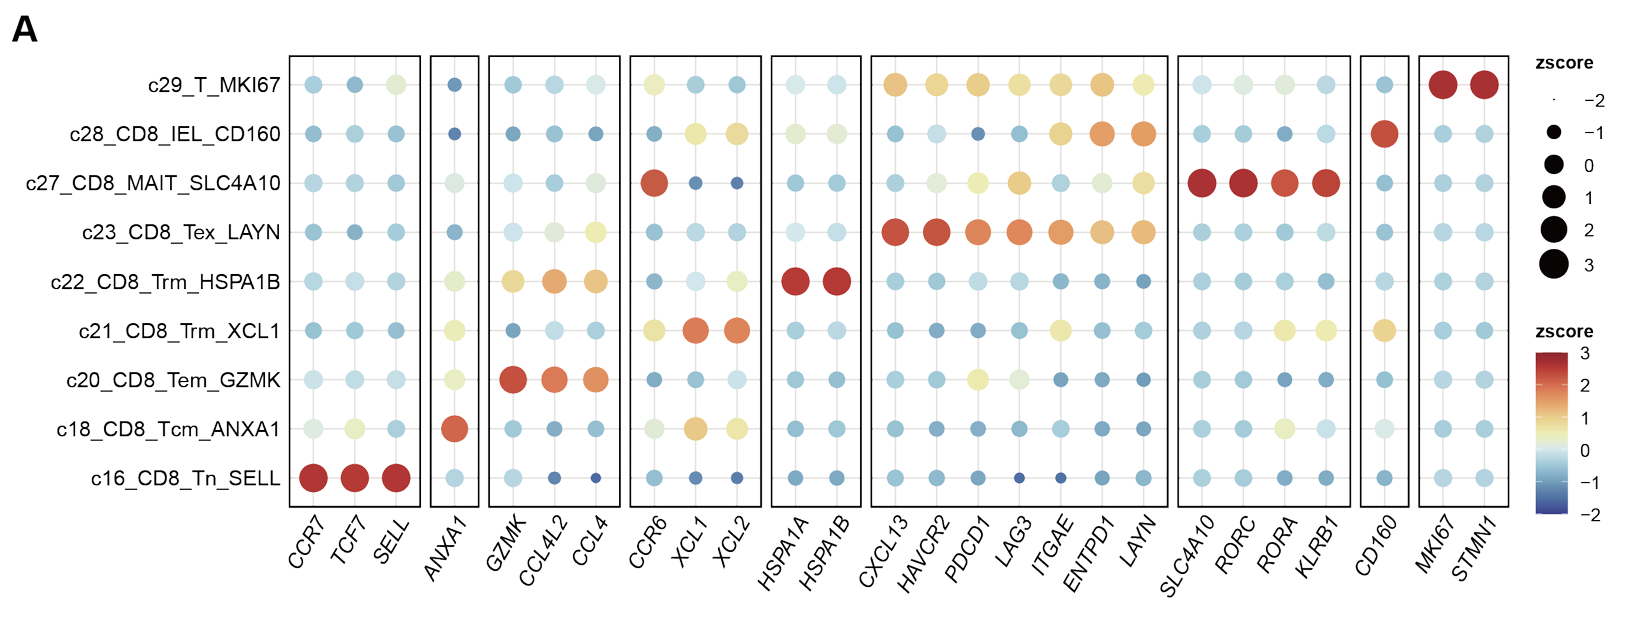 A
c29_T_MKI67
c28_CD8_IEL_CD160
c27_CD8_MAIT_SLC4A10
c23_CD8_Tex_LAYN
c22_CD8_Trm_HSPA1B
c21_CD8_Trm_XCL1
c20_CD8_Tem_GZMK
c18_CD8_Tcm_ANXA1
c16_CD8_Tn_SELL
CCR7
TCF7
SELL
ANXA1
GZMK
CCL4L2
CCL4
CCR6
XCL1
XCL2
HSPA1A
HSPA1B
CXCL13
HAVCR2
PDCD1
LAG3
ITGAE
ENTPD1
LAYN
SLC4A10
RORC
RORA
KLRB1
CD160
MKI67
STMN1
zscore
−2
−1
0
1
2
3
zscore
3
2
1
0
−1
−2